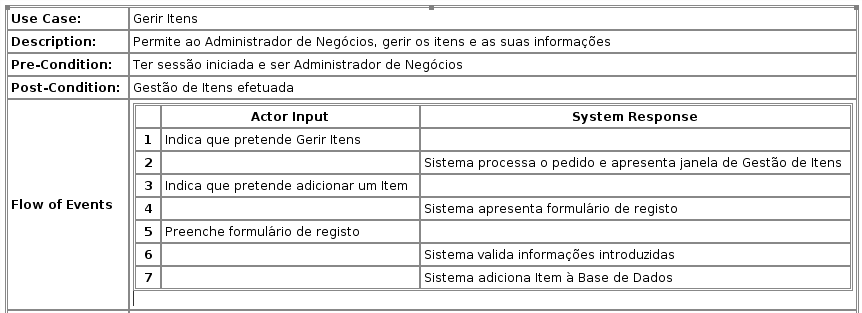 Use Case: Gerir Itens
Description: Permite ao Administrador de Negócios, gerir os itens e as suas informações
Pre-Condition: Ter sessão iniciada e ser Administrador de Negócios
Post-Condition: Gestão de Itens efetuada
Flow of Events
Actor Input System Response
1 Indica que pretende Gerir Itens
2 Sistema processa o pedido e apresenta janela de Gestão de Itens
3 Indica que pretende adicionar um Item
4 Sistema apresenta formulário de registo
5 Preenche formulário de registo
6 Sistema valida informações introduzidas
7 Sistema adiciona Item à Base de Dados